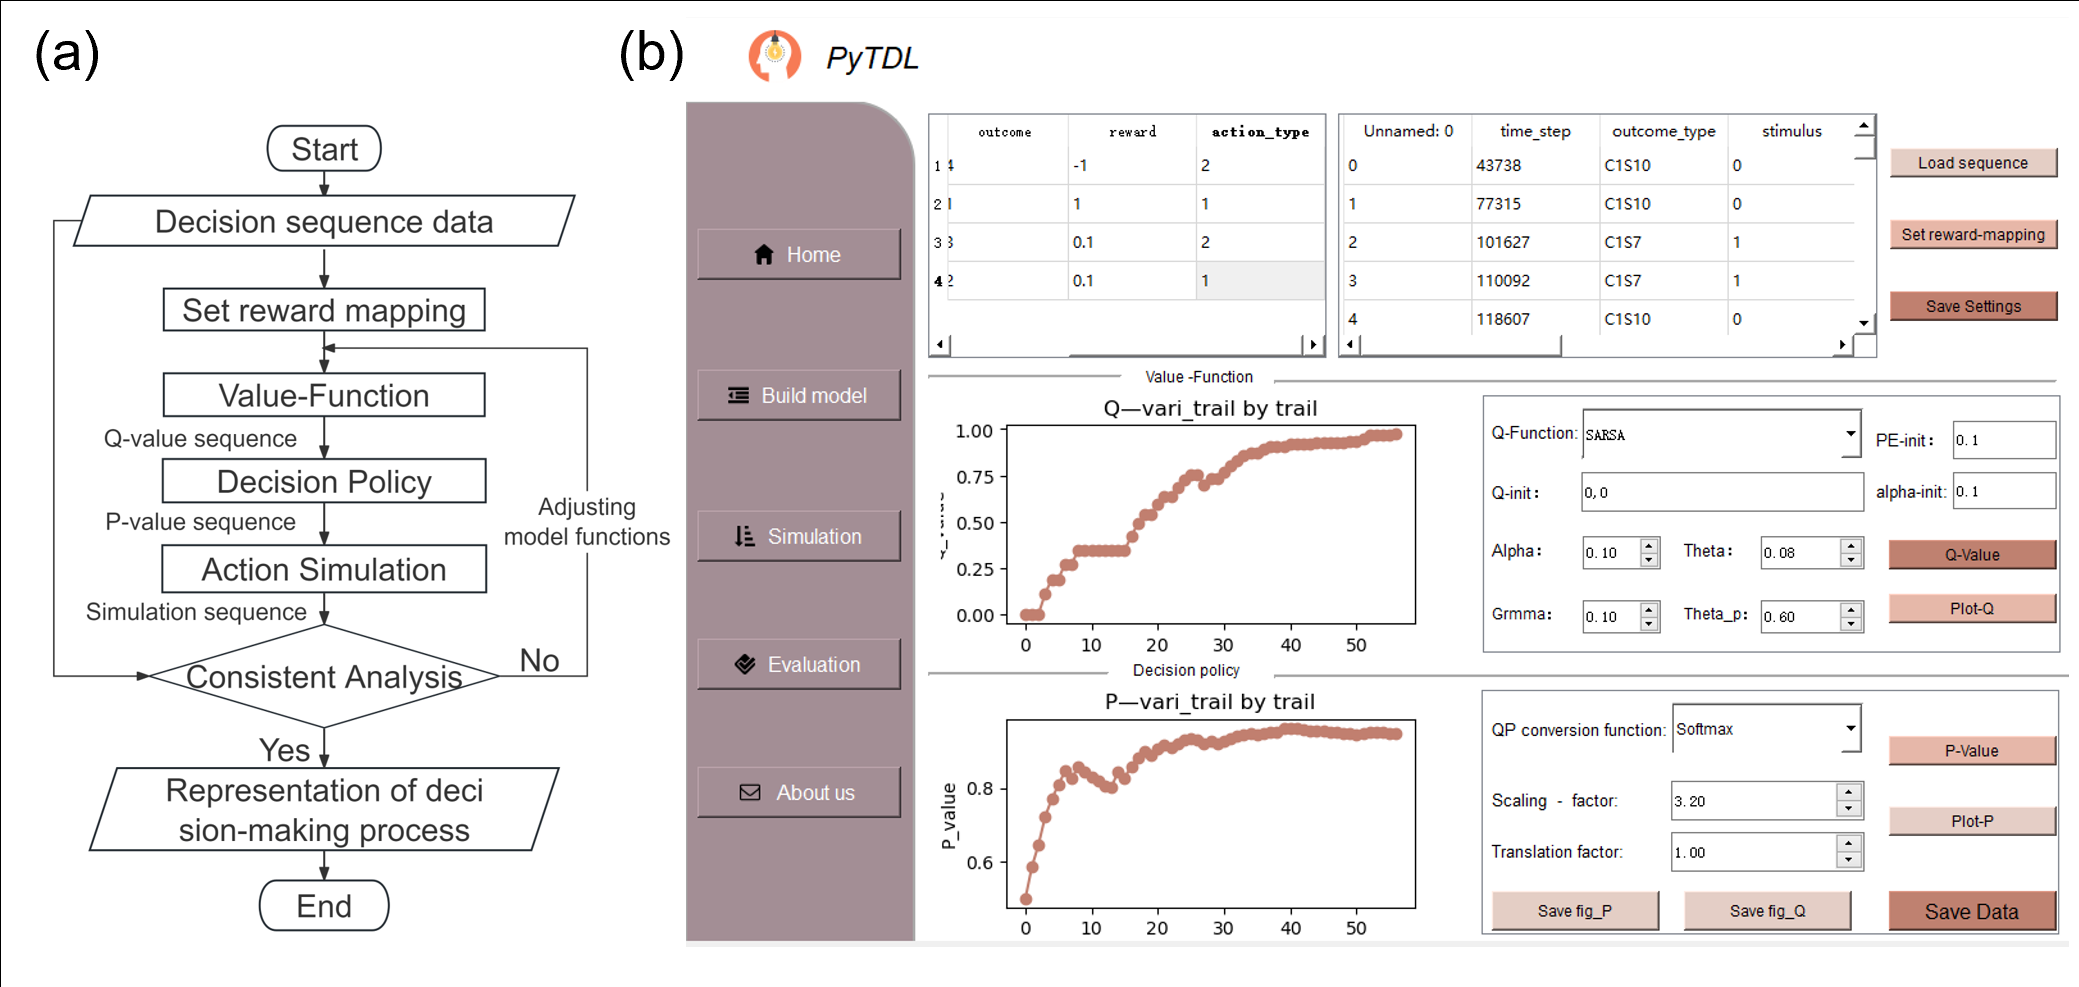 (a)
Start
Decision sequence data
Set reward mapping
Value-Function
Q-value sequence
Decision Policy
P-value sequence
Action Simulation
Simulation sequence
Adjusting
model functions
Consistent Analysis
No
Yes
Representation of deci
sion-making process
End
(b)
PyTDL
Home
Build model
Simulation
Evaluation
About us
outcome reward action_type
1 4 -1 2
2 1 1 1
3 3 0.1 2
4 2 0.1 1
Unnamed: 0 time_step outcome_type stimulus
0 43738 C1S10 0
1 77315 C1S10 0
2 101627 C1S7 1
3 110092 C1S7 1
4 118607 C1S10 0
Load sequence
Set reward-mapping
Save Settings
Value -Function
Q—vari_trail by trail
1.00
0.75
0.50
0.25
0.00
0 10 20 30 40 50
Q-Function: SARSA
PE-init: 0.1
Q-init: 0,0
alpha-init: 0.1
Alpha: 0.10 Theta: 0.08
Q-Value
Grmma: 0.10 Theta_p: 0.60
Plot-Q
Decision policy
P—vari_trail by trail
P_value
0.8
0.6
0 10 20 30 40 50
QP conversion function: Softmax
P-Value
Scaling - factor: 3.20
Plot-P
Translation factor: 1.00
Save fig_P
Save fig_Q
Save Data